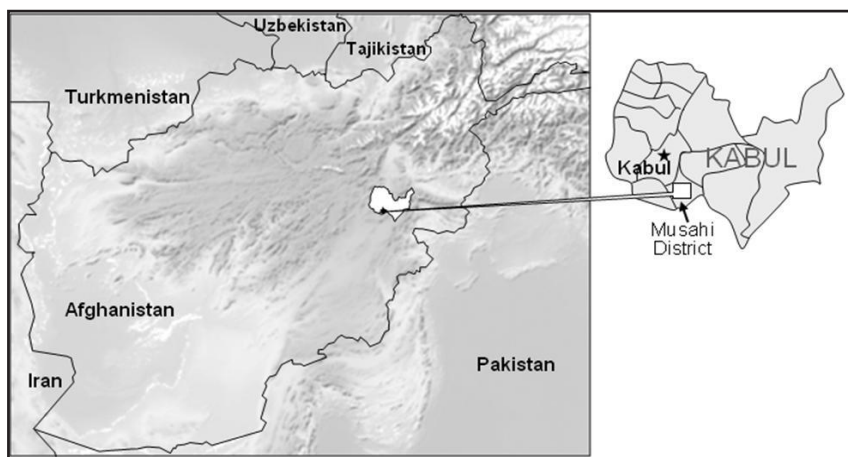 Uzbekistan
Tajikistan
Turkmenistan
Kabul
KABUL
Musahi
District
Afghanistan
Iran
Pakistan